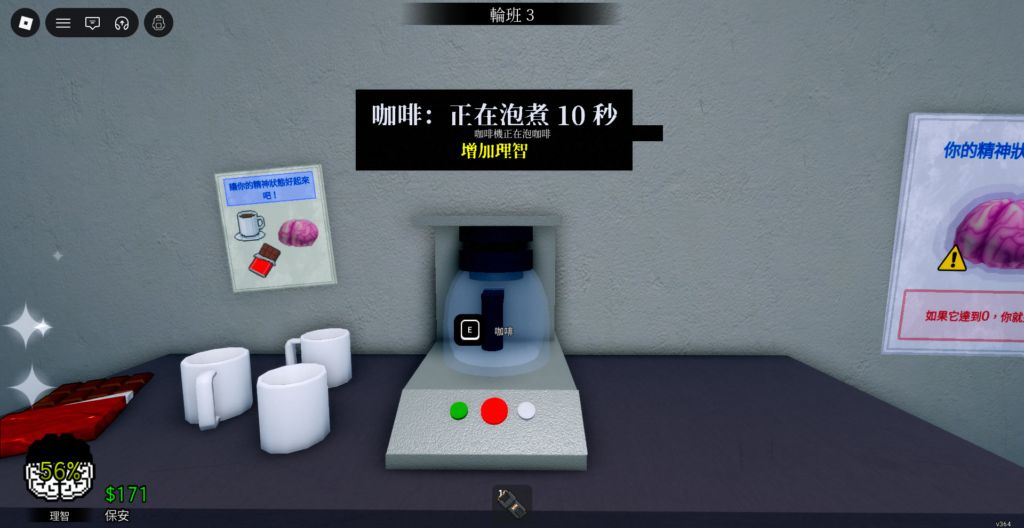 輪班 3
咖啡：正在泡煮 10 秒
咖啡機正在泡咖啡
增加理智
讓你的精神狀態好起來
吧！
你的精神狀
如果它達到0，你就
E
咖啡
56%
$171
理智
保安
1
v364